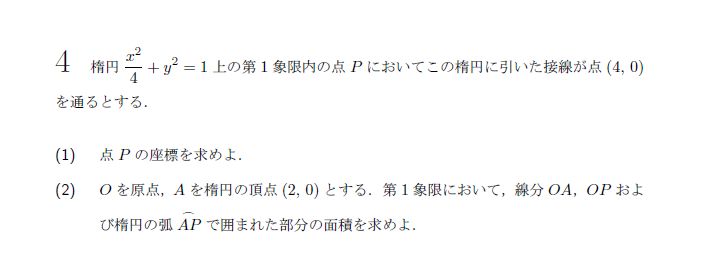 4 楕円 $\frac{x^2}{4} + y^2 = 1$ 上の第 1 象限内の点 $P$ においてこの楕円に引いた接線が点 $(4, 0)$
を通るとする．
(1) 点 $P$ の座標を求めよ．
(2) $O$ を原点，$A$ を楕円の頂点 $(2, 0)$ とする．第 1 象限において，線分 $OA$，$OP$ およ
び楕円の弧 $\overset{\frown}{AP}$ で囲まれた部分の面積を求めよ．